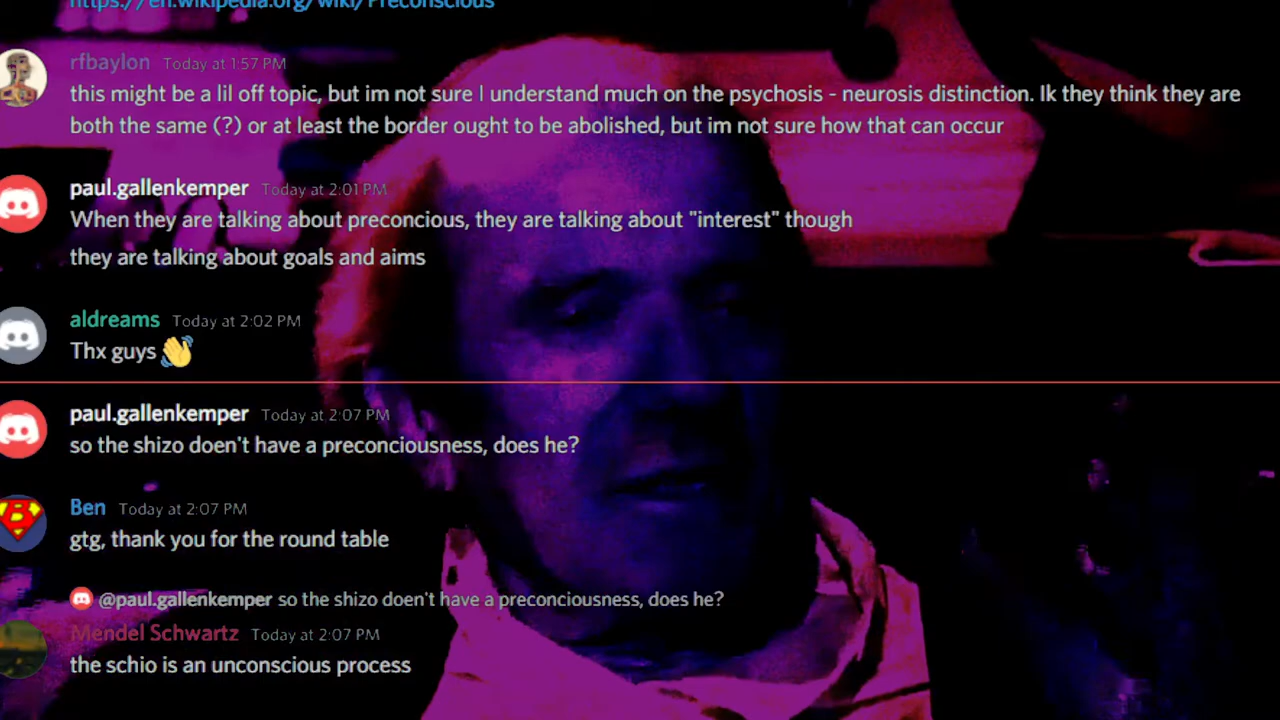 https://en.wikipedia.org/wiki/Preconscious
rfbaylon Today at 1:57 PM
this might be a lil off topic, but im not sure I understand much on the psychosis - neurosis distinction. Ik they think they are
both the same (?) or at least the border ought to be abolished, but im not sure how that can occur
paul.gallenkemper Today at 2:01 PM
When they are talking about preconcious, they are talking about "interest" though
they are talking about goals and aims
aldreams Today at 2:02 PM
Thx guys 👋
paul.gallenkemper Today at 2:07 PM
so the shizo doen't have a preconciousness, does he?
Ben Today at 2:07 PM
gtg, thank you for the round table
@paul.gallenkemper so the shizo doen't have a preconciousness, does he?
Mendel Schwartz Today at 2:07 PM
the schio is an unconscious process